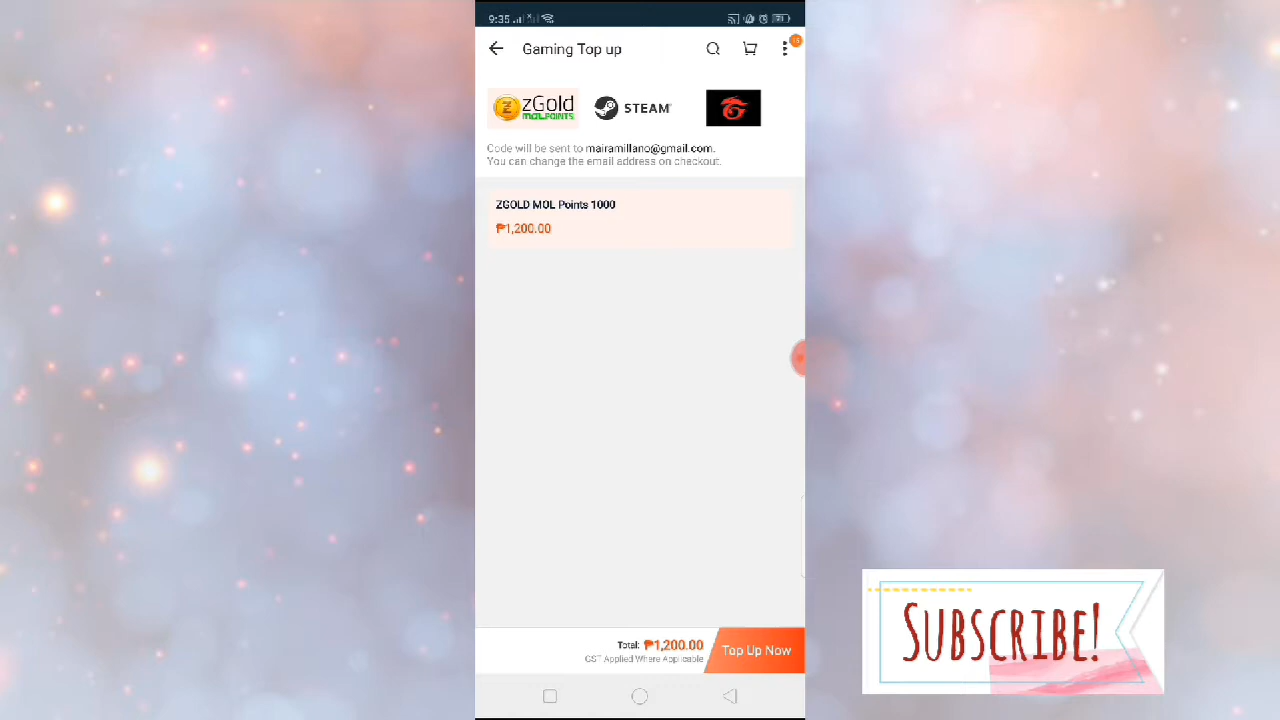 9:35
Gaming Top up
15
zGold
MOLPOINTS
STEAM
Code will be sent to mairamillano@gmail.com.
You can change the email address on checkout.
ZGOLD MOL Points 1000
₱1,200.00
Total: ₱1,200.00
GST Applied Where Applicable
Top Up Now
SUBSCRIBE!